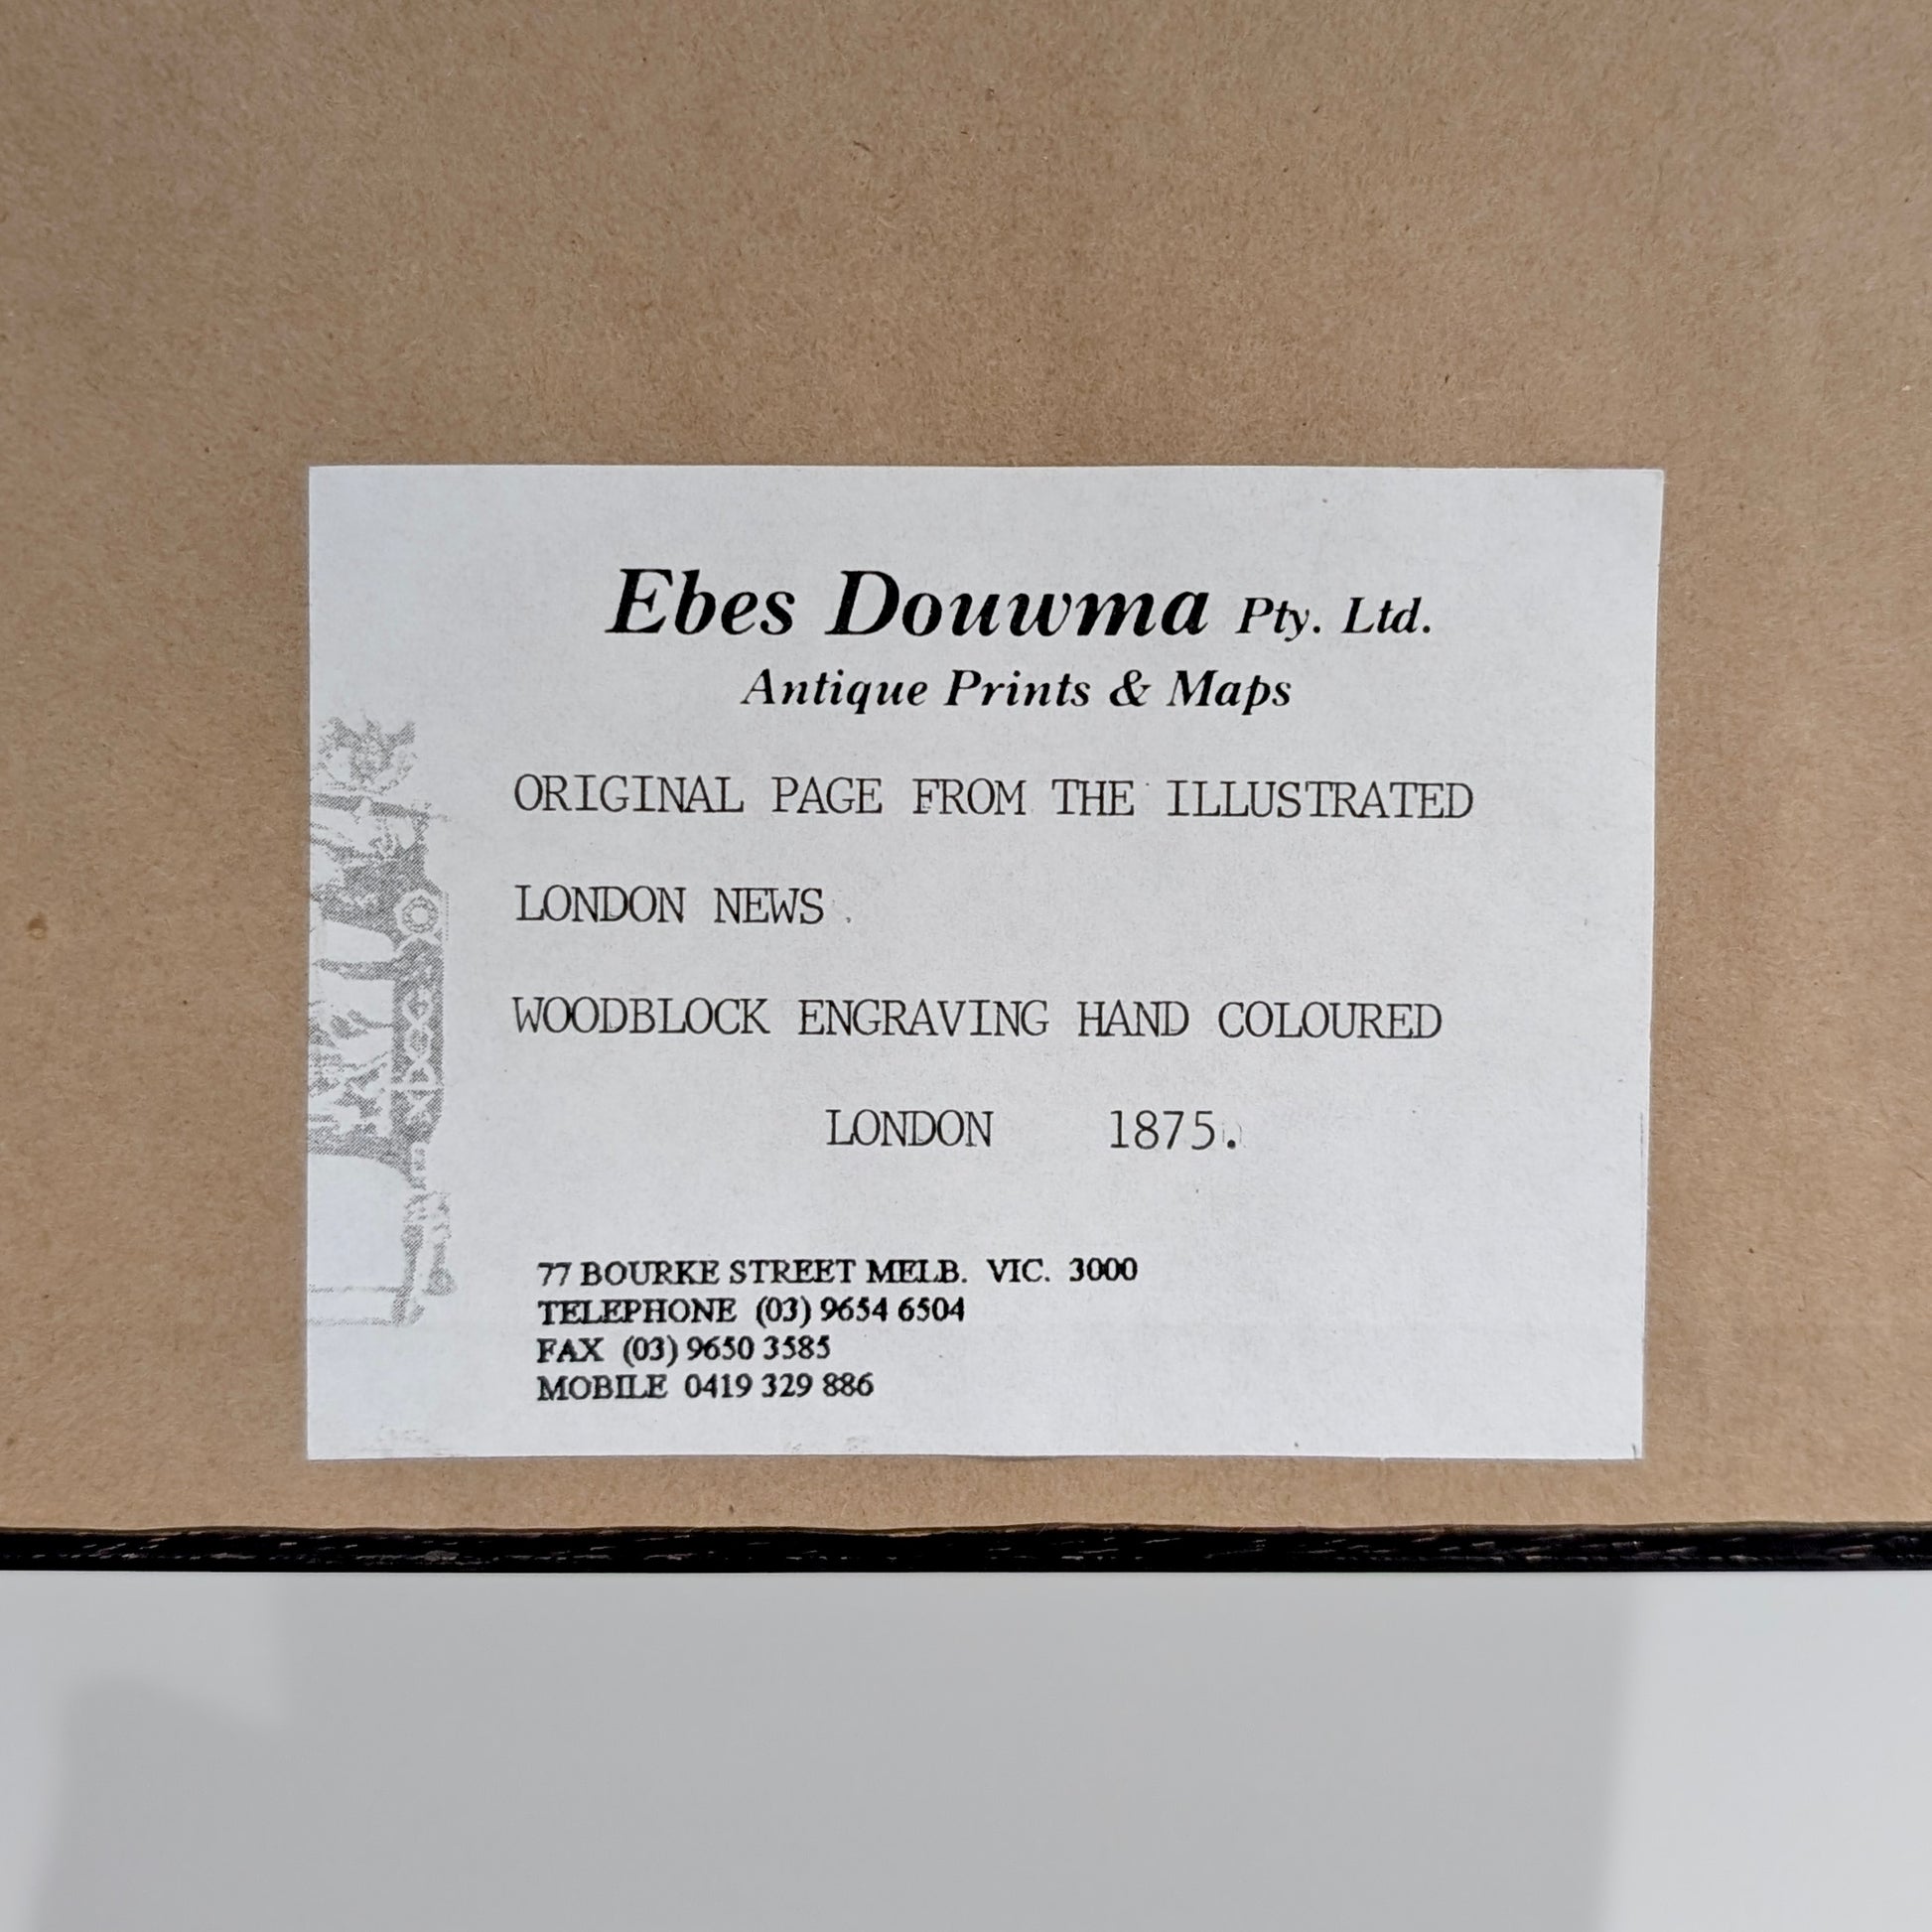 Ebes Douwma Pty. Ltd.
Antique Prints & Maps
ORIGINAL PAGE FROM THE ILLUSTRATED
LONDON NEWS.
WOODBLOCK ENGRAVING HAND COLOURED
LONDON 1875.
77 BOURKE STREET MELB. VIC. 3000
TELEPHONE (03) 9654 6504
FAX (03) 9650 3585
MOBILE 0419 329 886